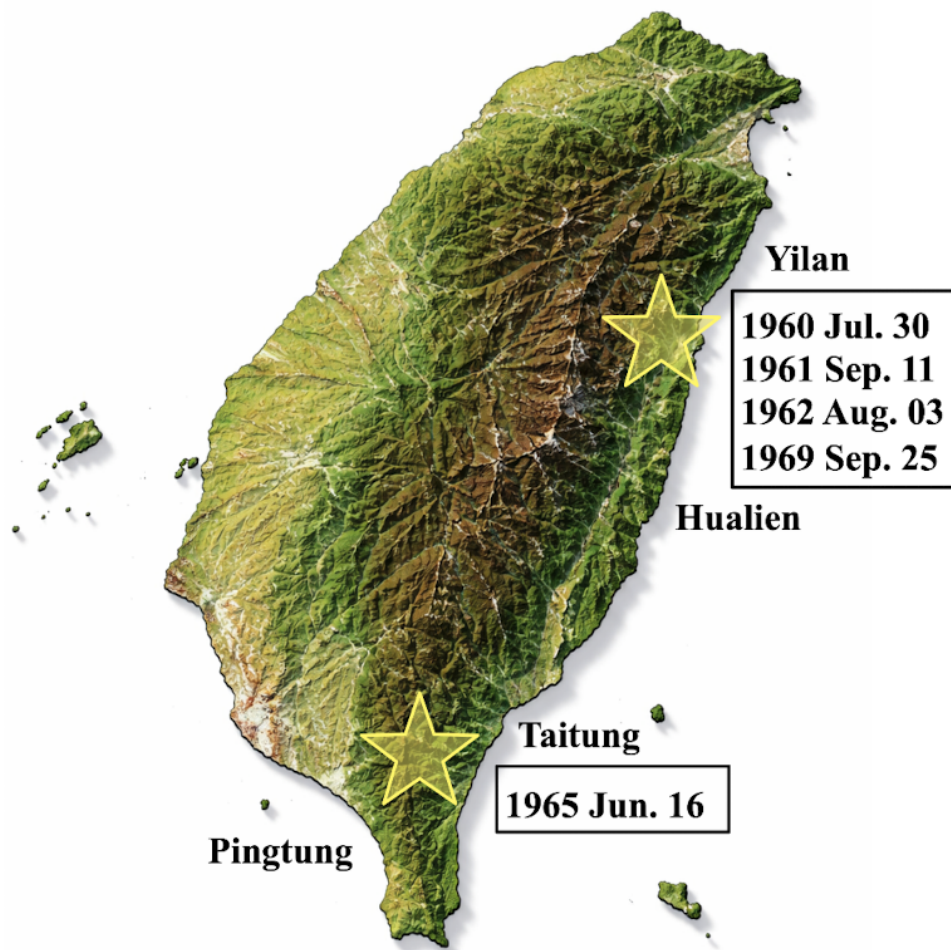 Yilan
1960 Jul. 30
1961 Sep. 11
1962 Aug. 03
1969 Sep. 25
Hualien
Taitung
1965 Jun. 16
Pingtung